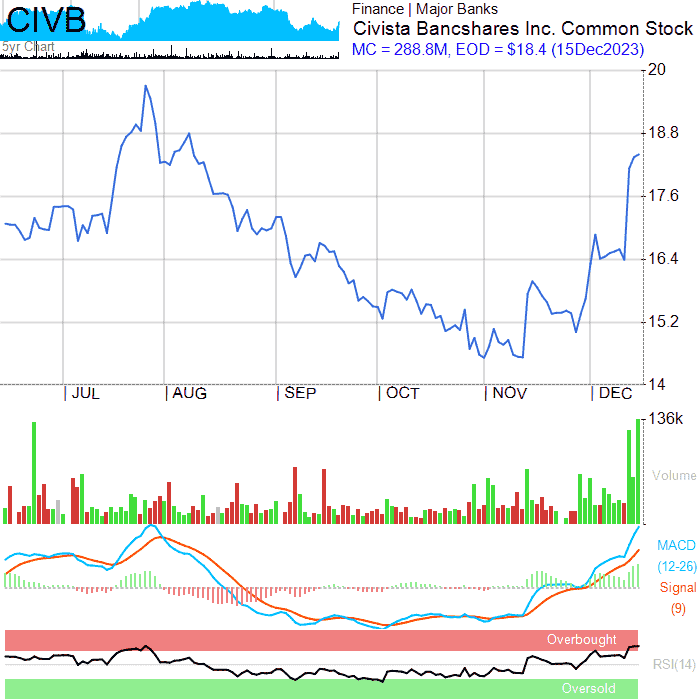 CIVB
5yr Chart
Finance | Major Banks
Civista Bancshares Inc. Common Stock
MC = 288.8M, EOD = $18.4 (15Dec2023)
20
18.8
17.6
16.4
15.2
14
JUL AUG SEP OCT NOV DEC
136k
Volume
MACD
(12-26)
Signal
(9)
Overbought
RSI(14)
Oversold